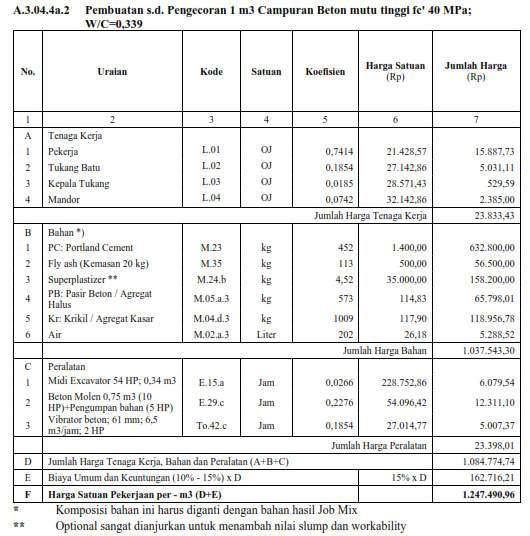 A.3.04.4a.2 Pembuatan s.d. Pengecoran 1 m3 Campuran Beton mutu tinggi fc' 40 MPa;
W/C=0,339
No. Uraian Kode Satuan Koefisien Harga Satuan (Rp) Jumlah Harga (Rp)
1 2 3 4 5 6 7
A Tenaga Kerja
1 Pekerja L.01 OJ 0,7414 21.428,57 15.887,73
2 Tukang Batu L.02 OJ 0,1854 27.142,86 5.031,11
3 Kepala Tukang L.03 OJ 0,0185 28.571,43 529,59
4 Mandor L.04 OJ 0,0742 32.142,86 2.385,00
Jumlah Harga Tenaga Kerja 23.833,43
B Bahan *)
1 PC: Portland Cement M.23 kg 452 1.400,00 632.800,00
2 Fly ash (Kemasan 20 kg) M.35 kg 113 500,00 56.500,00
3 Superplastizer ** M.24.b kg 4,52 35.000,00 158.200,00
4 PB: Pasir Beton / Agregat Halus M.05.a.3 kg 573 114,83 65.798,01
5 Kr: Krikil / Agregat Kasar M.04.d.3 kg 1009 117,90 118.956,78
6 Air M.02.a.3 Liter 202 26,18 5.288,52
Jumlah Harga Bahan 1.037.543,30
C Peralatan
1 Midi Excavator 54 HP; 0,34 m3 E.15.a Jam 0,0266 228.752,86 6.079,54
2 Beton Molen 0,75 m3 (10 HP)+Pengumpan bahan (5 HP) E.29.c Jam 0,2276 54.096,42 12.311,10
3 Vibrator beton; 61 mm; 6,5 m3/jam; 2 HP To.42.c Jam 0,1854 27.014,77 5.007,37
Jumlah Harga Peralatan 23.398,01
D Jumlah Harga Tenaga Kerja, Bahan dan Peralatan (A+B+C) 1.084.774,74
E Biaya Umum dan Keuntungan (10% - 15%) x D 15% x D 162.716,21
F Harga Satuan Pekerjaan per - m3 (D+E) 1.247.490,96
* Komposisi bahan ini harus diganti dengan bahan hasil Job Mix
** Optional sangat dianjurkan untuk menambah nilai slump dan workability